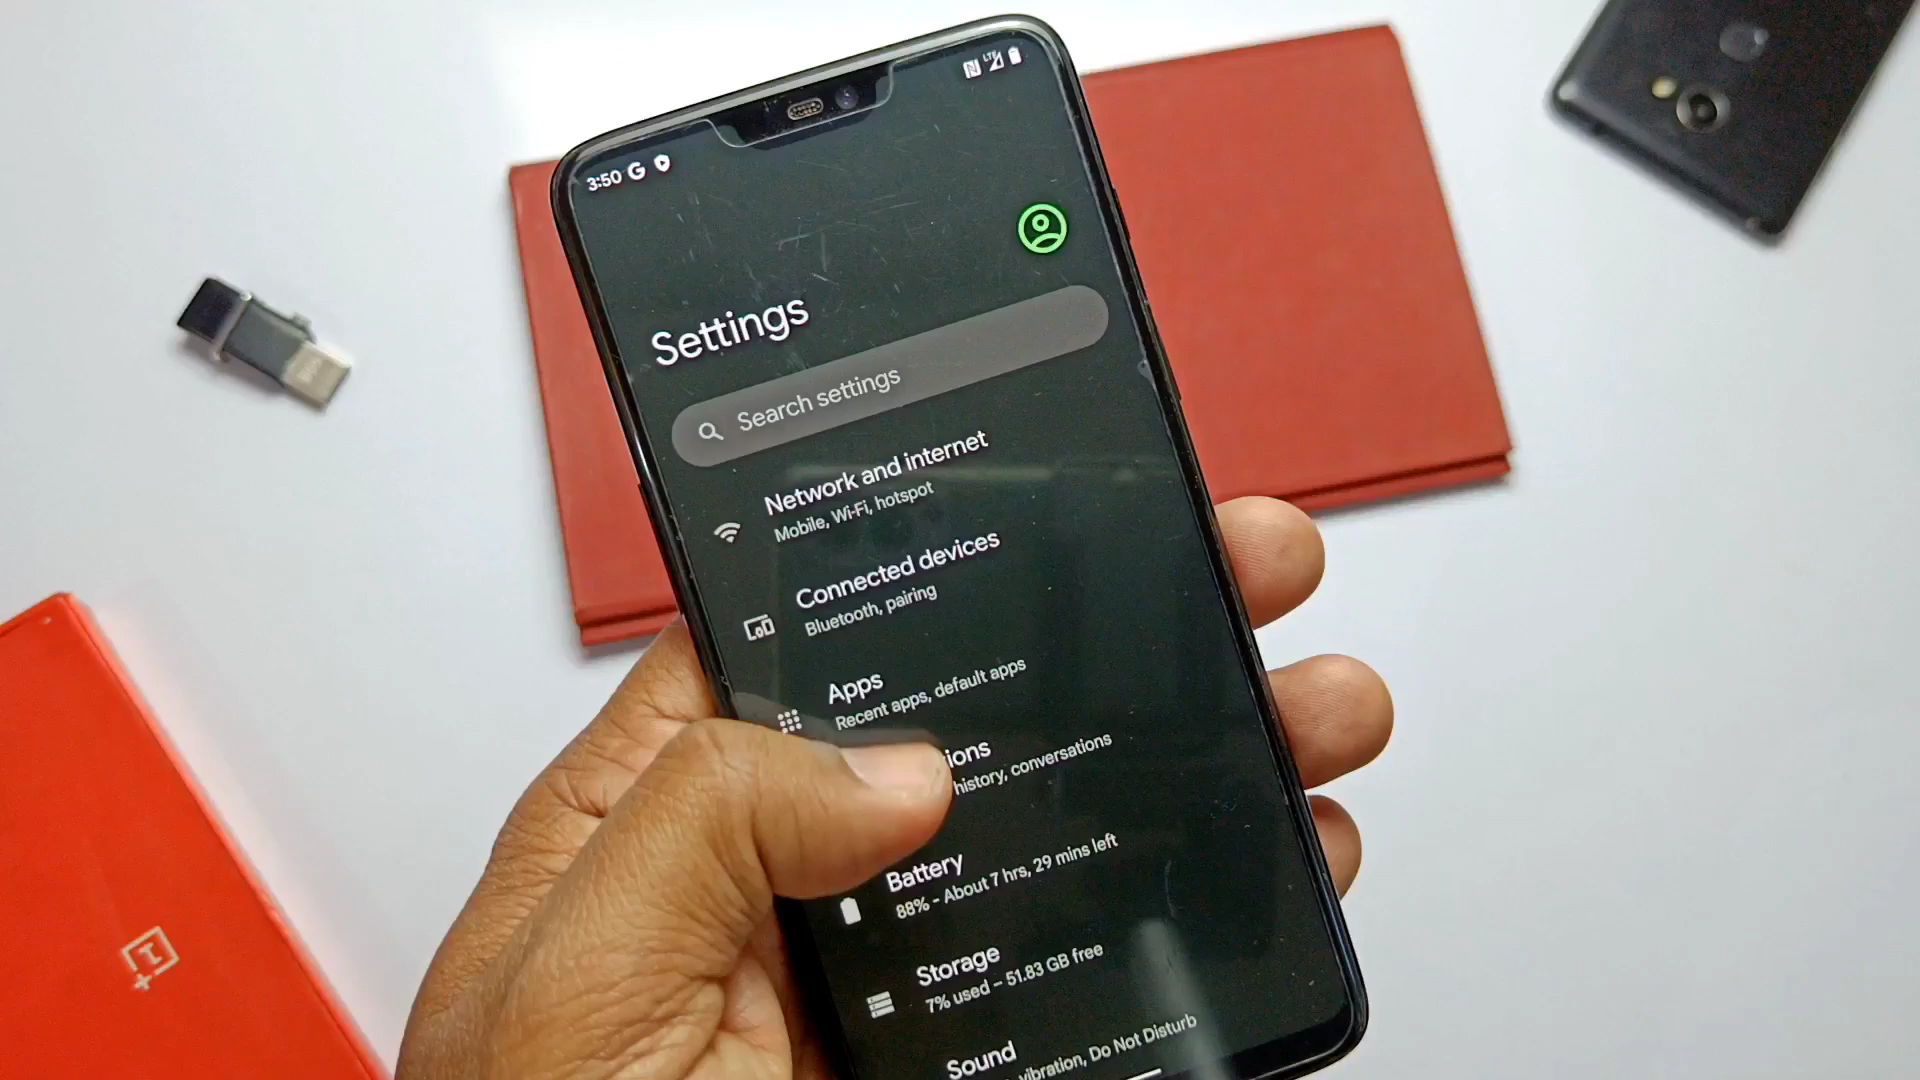 3:50
LTE
Settings
Search settings
Network and internet
Mobile, Wi-Fi, hotspot
Connected devices
Bluetooth, pairing
Apps
Recent apps, default apps
ions
history, conversations
Battery
88% - About 7 hrs, 29 mins left
Storage
7% used – 51.83 GB free
Sound
vibration, Do Not Disturb